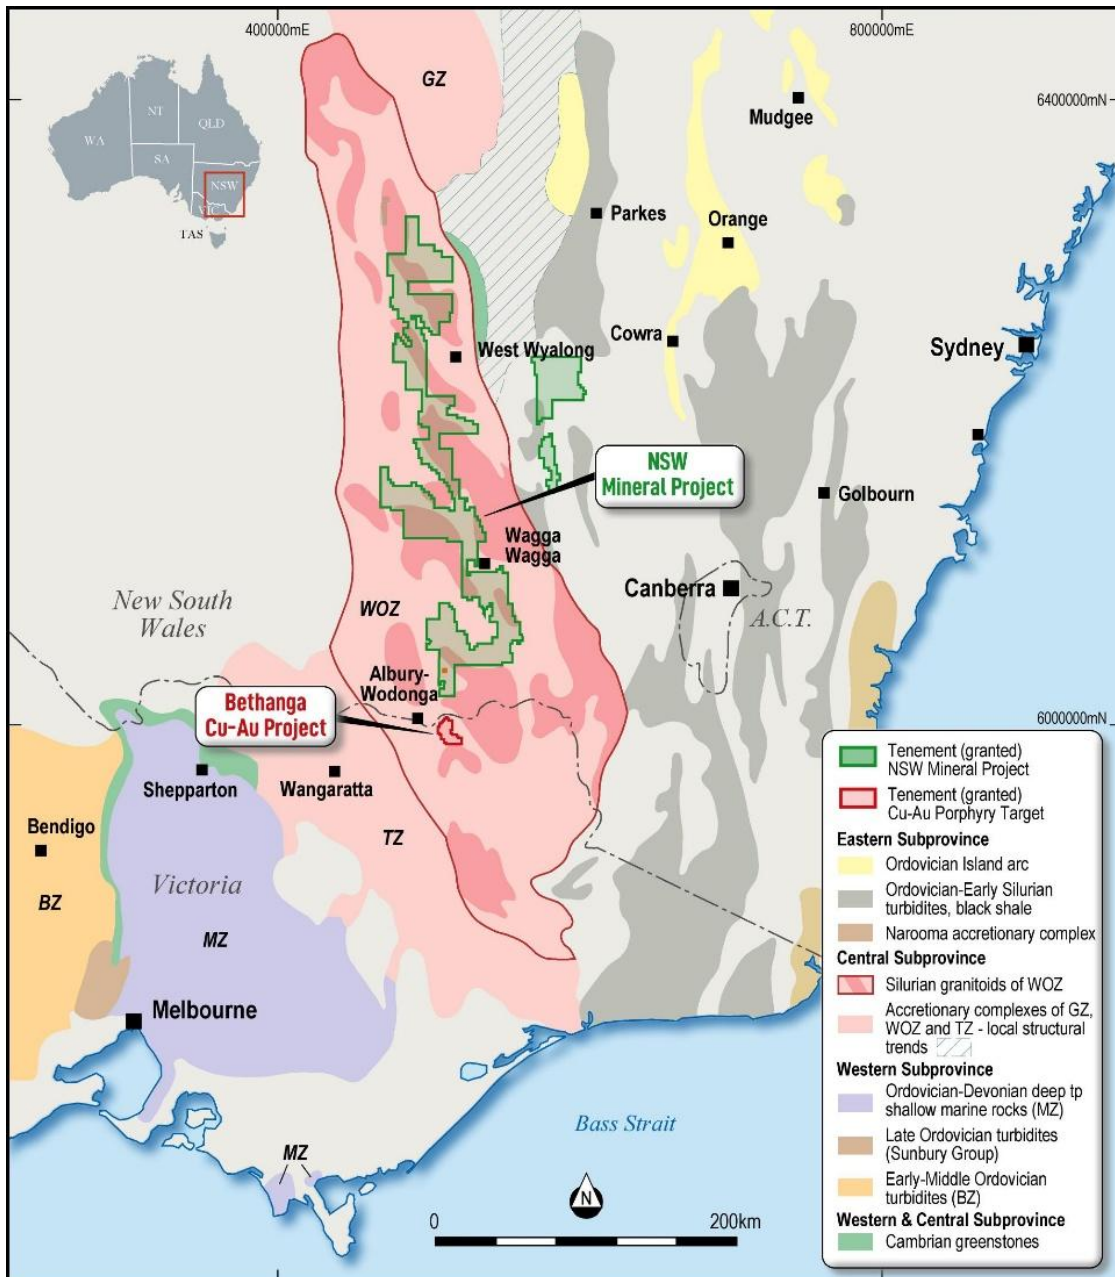 400000mE
800000mE
6400000mN
6000000mN
WA
NT
QLD
SA
NSW
VIC
TAS
GZ
Mudgee
Parkes
Orange
Cowra
West Wyalong
Sydney
NSW
Mineral Project
Golbourn
Wagga
Wagga
Canberra
A.C.T.
New South
Wales
WOZ
Albury-
Wodonga
Bethanga
Cu-Au Project
Shepparton
Wangaratta
Bendigo
TZ
BZ
Victoria
MZ
Melbourne
MZ
Bass Strait
N
0
200km
Tenement (granted)
NSW Mineral Project
Tenement (granted)
Cu-Au Porphyry Target
Eastern Subprovince
Ordovician Island arc
Ordovician-Early Silurian
turbidites, black shale
Narooma accretionary complex
Central Subprovince
Silurian granitoids of WOZ
Accretionary complexes of GZ,
WOZ and TZ - local structural
trends
Western Subprovince
Ordovician-Devonian deep tp
shallow marine rocks (MZ)
Late Ordovician turbidites
(Sunbury Group)
Early-Middle Ordovician
turbidites (BZ)
Western & Central Subprovince
Cambrian greenstones